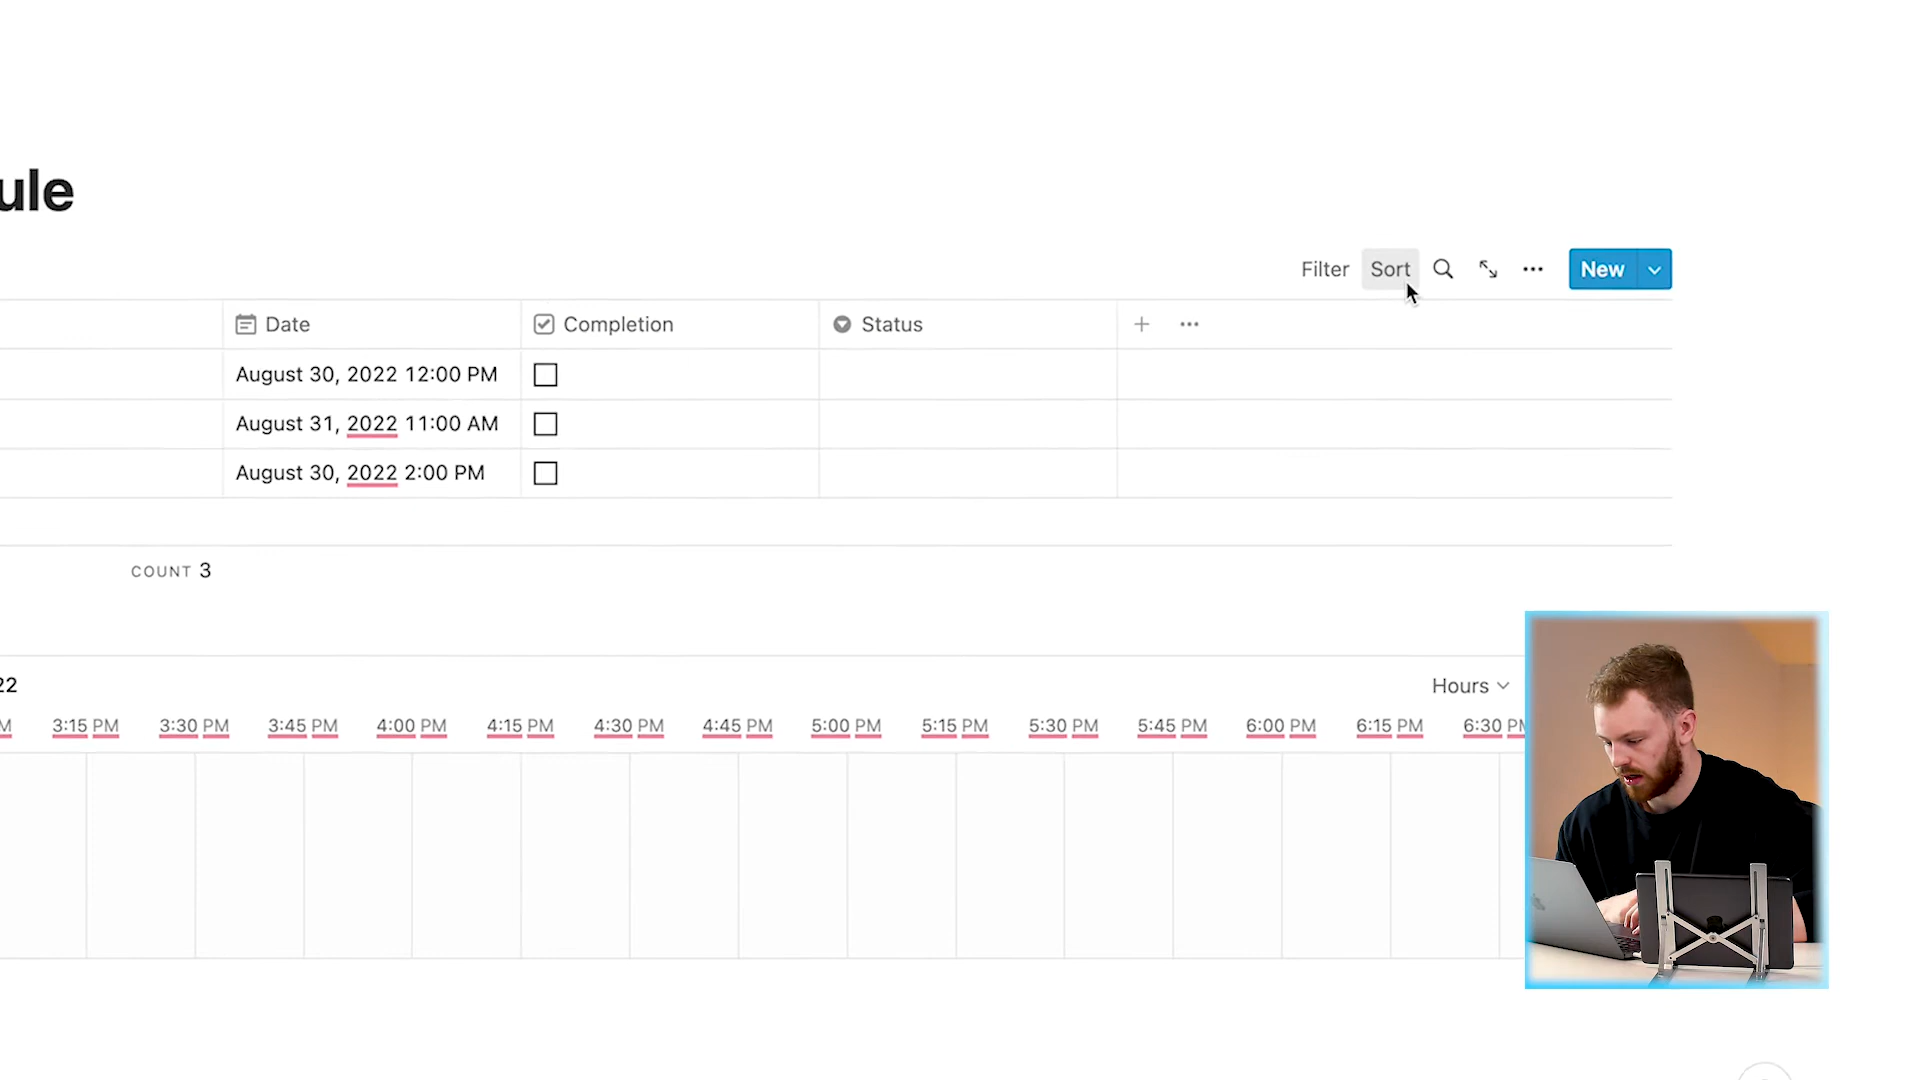 ule
Filter Sort New
Date Completion Status
August 30, 2022 12:00 PM
August 31, 2022 11:00 AM
August 30, 2022 2:00 PM
COUNT 3
22 Hours
M 3:15 PM 3:30 PM 3:45 PM 4:00 PM 4:15 PM 4:30 PM 4:45 PM 5:00 PM 5:15 PM 5:30 PM 5:45 PM 6:00 PM 6:15 PM 6:30 PM